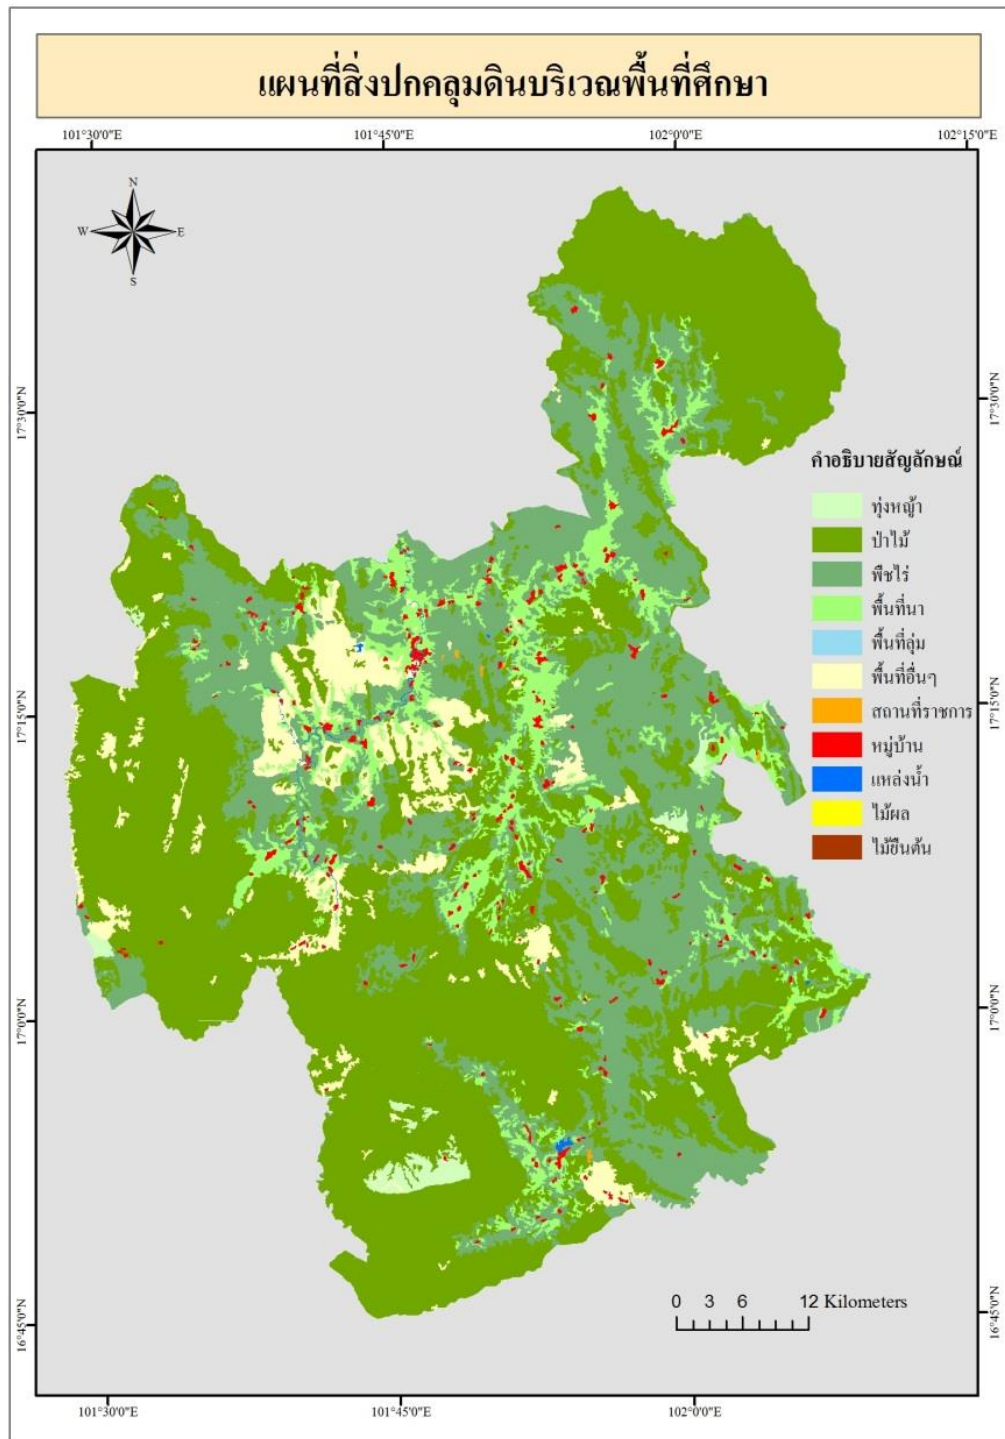 แผนที่สิ่งปกคลุมดินบริเวณพื้นที่ศึกษา
101°30'0"E 101°45'0"E 102°0'0"E 102°15'0"E
N
W E
S
17°30'0"N 17°30'0"N
คำอธิบายสัญลักษณ์
ทุ่งหญ้า
ป่าไม้
พืชไร่
พื้นที่นา
พื้นที่ลุ่ม
พื้นที่อื่นๆ
สถานที่ราชการ
หมู่บ้าน
แหล่งน้ำ
ไม้ผล
ไม้ยืนต้น
17°15'0"N 17°15'0"N
17°0'0"N 17°0'0"N
0 3 6 12 Kilometers
16°45'0"N 16°45'0"N
101°30'0"E 101°45'0"E 102°0'0"E